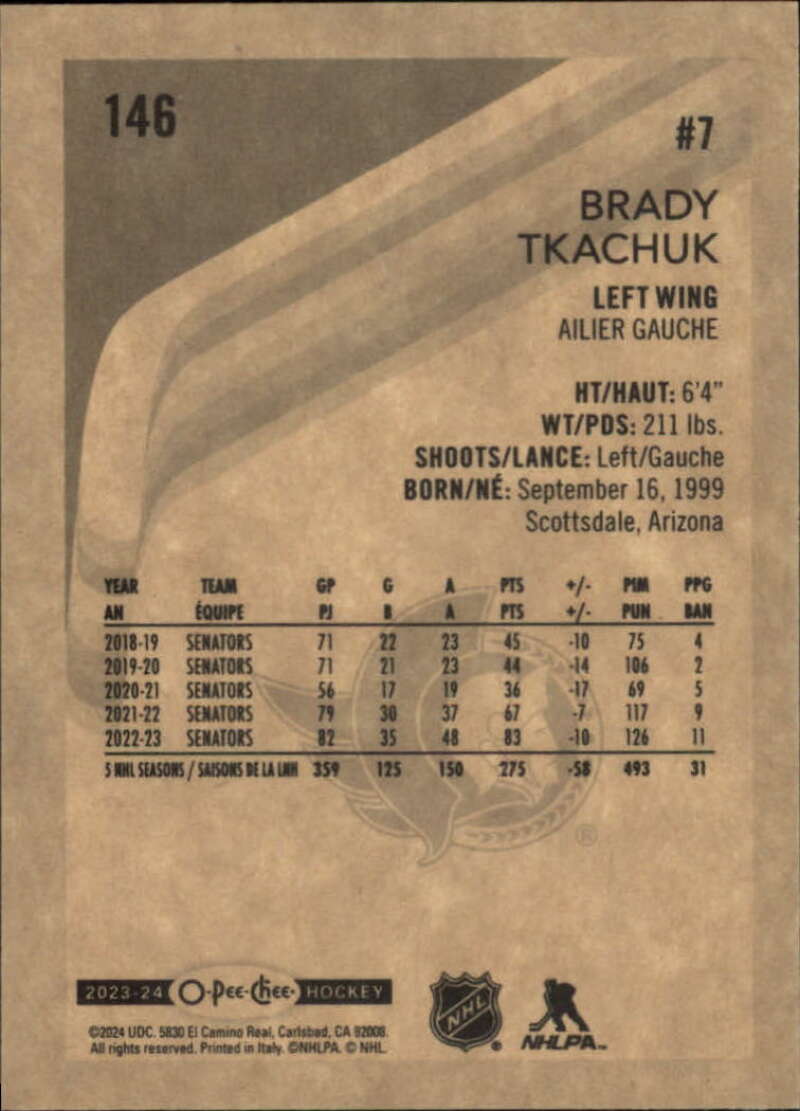 146
#7
BRADY
TKACHUK
LEFT WING
AILIER GAUCHE
HT/HAUT: 6'4"
WT/PDS: 211 lbs.
SHOOTS/LANCE: Left/Gauche
BORN/NÉ: September 16, 1999
Scottsdale, Arizona
YEAR TEAM GP G A PTS +/- PIM PPG
AN ÉQUIPE PJ B A PTS +/- PUN BAN
2018-19 SENATORS 71 22 23 45 -10 75 4
2019-20 SENATORS 71 21 23 44 -14 106 2
2020-21 SENATORS 56 17 19 36 -17 69 5
2021-22 SENATORS 79 30 37 67 -7 117 9
2022-23 SENATORS 82 35 48 83 -10 126 11
5 NHL SEASONS / SAISONS DE LA LNH 359 125 150 275 -58 493 31
®
2023-24 O-Pee-Chee HOCKEY
©2024 UDC. 5830 El Camino Real, Carlsbad, CA 92008.
All rights reserved. Printed in Italy. ©NHLPA. © NHL.
NHL ®
NHLPA™